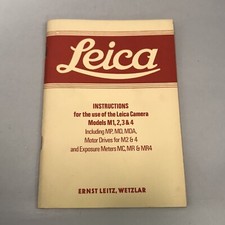 Leica
INSTRUCTIONS
for the use of the Leica Camera
Models M1, 2, 3 & 4
Including MP, MD, MDA,
Motor Drives for M2 & 4
and Exposure Meters MC, MR & MR4
ERNST LEITZ, WETZLAR